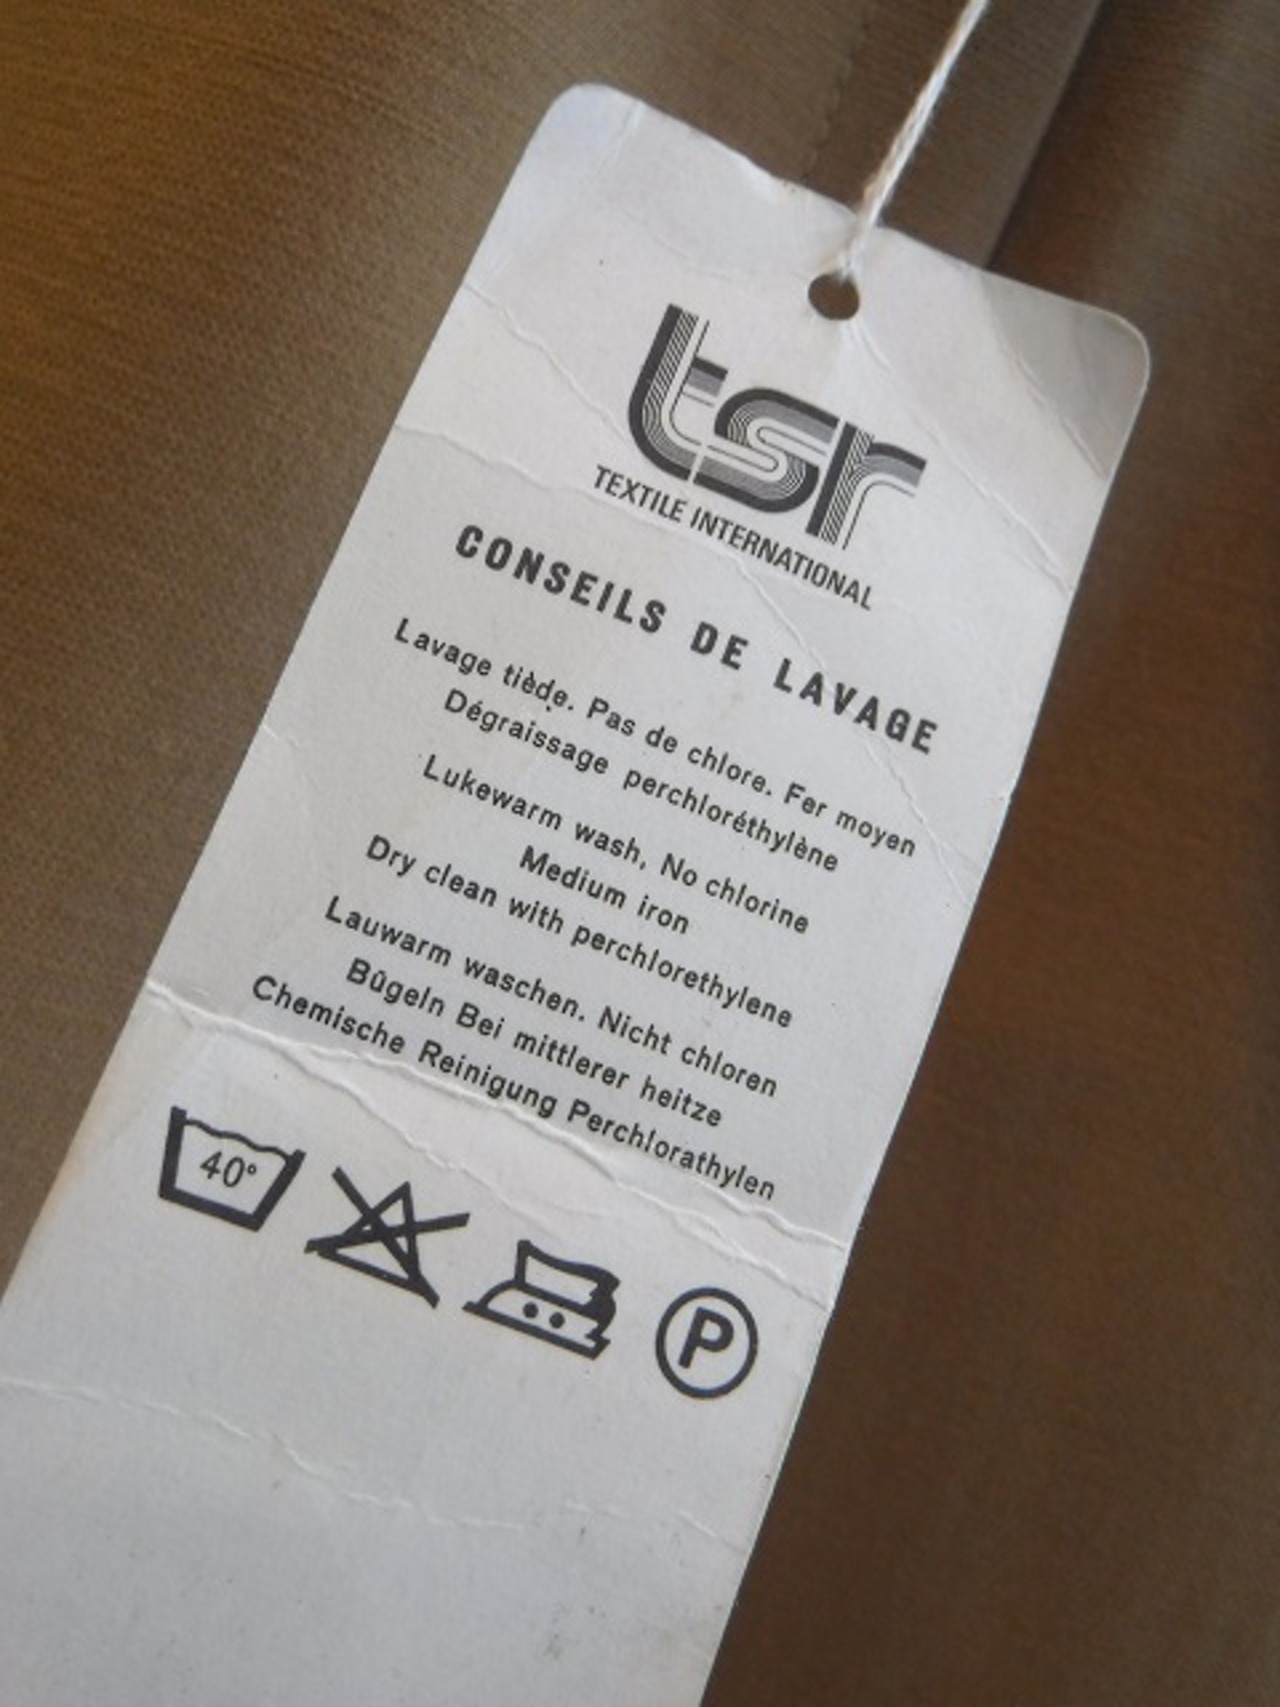 tsr
TEXTILE INTERNATIONAL
CONSEILS DE LAVAGE
Lavage tiède. Pas de chlore. Fer moyen
Dégraissage perchloréthylène
Lukewarm wash, No chlorine
Medium iron
Dry clean with perchlorethylene
Lauwarm waschen. Nicht chloren
Bûgeln Bei mittlerer heitze
Chemische Reinigung Perchlorathylen
40° P